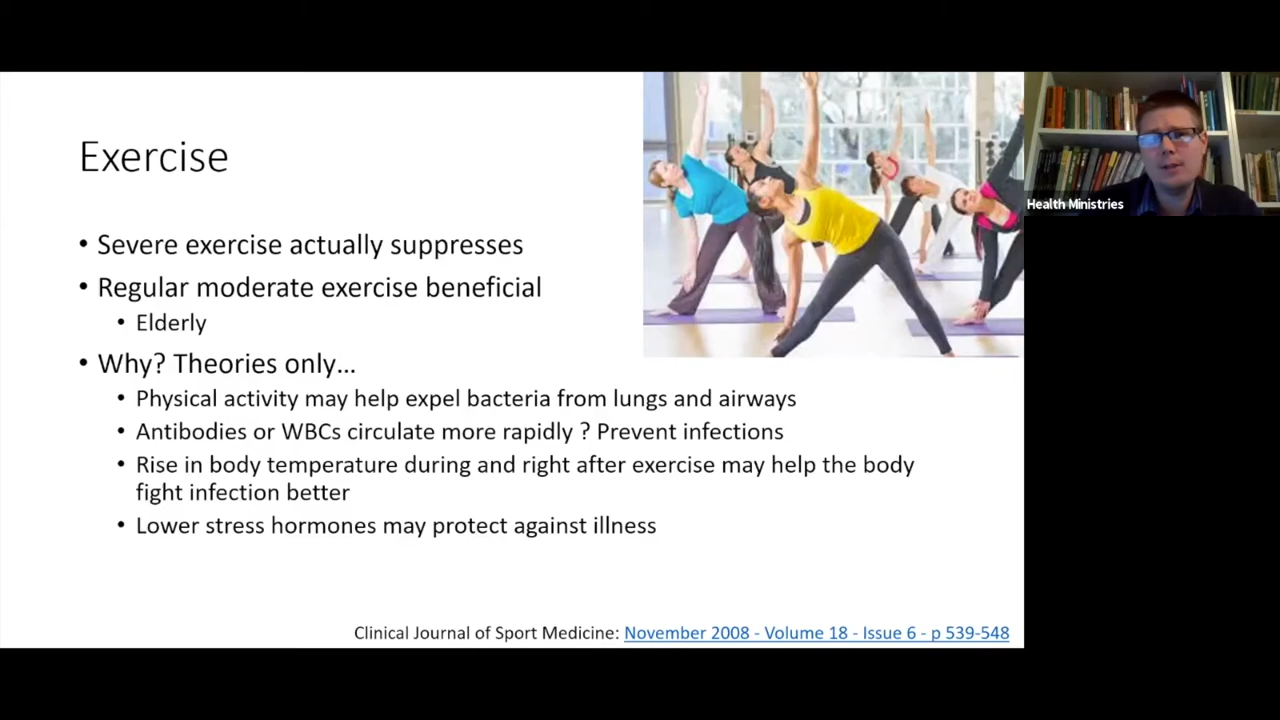 Exercise
• Severe exercise actually suppresses
• Regular moderate exercise beneficial
• Elderly
• Why? Theories only...
• Physical activity may help expel bacteria from lungs and airways
• Antibodies or WBCs circulate more rapidly ? Prevent infections
• Rise in body temperature during and right after exercise may help the body
fight infection better
• Lower stress hormones may protect against illness
Clinical Journal of Sport Medicine: November 2008 - Volume 18 - Issue 6 - p 539-548
Health Ministries